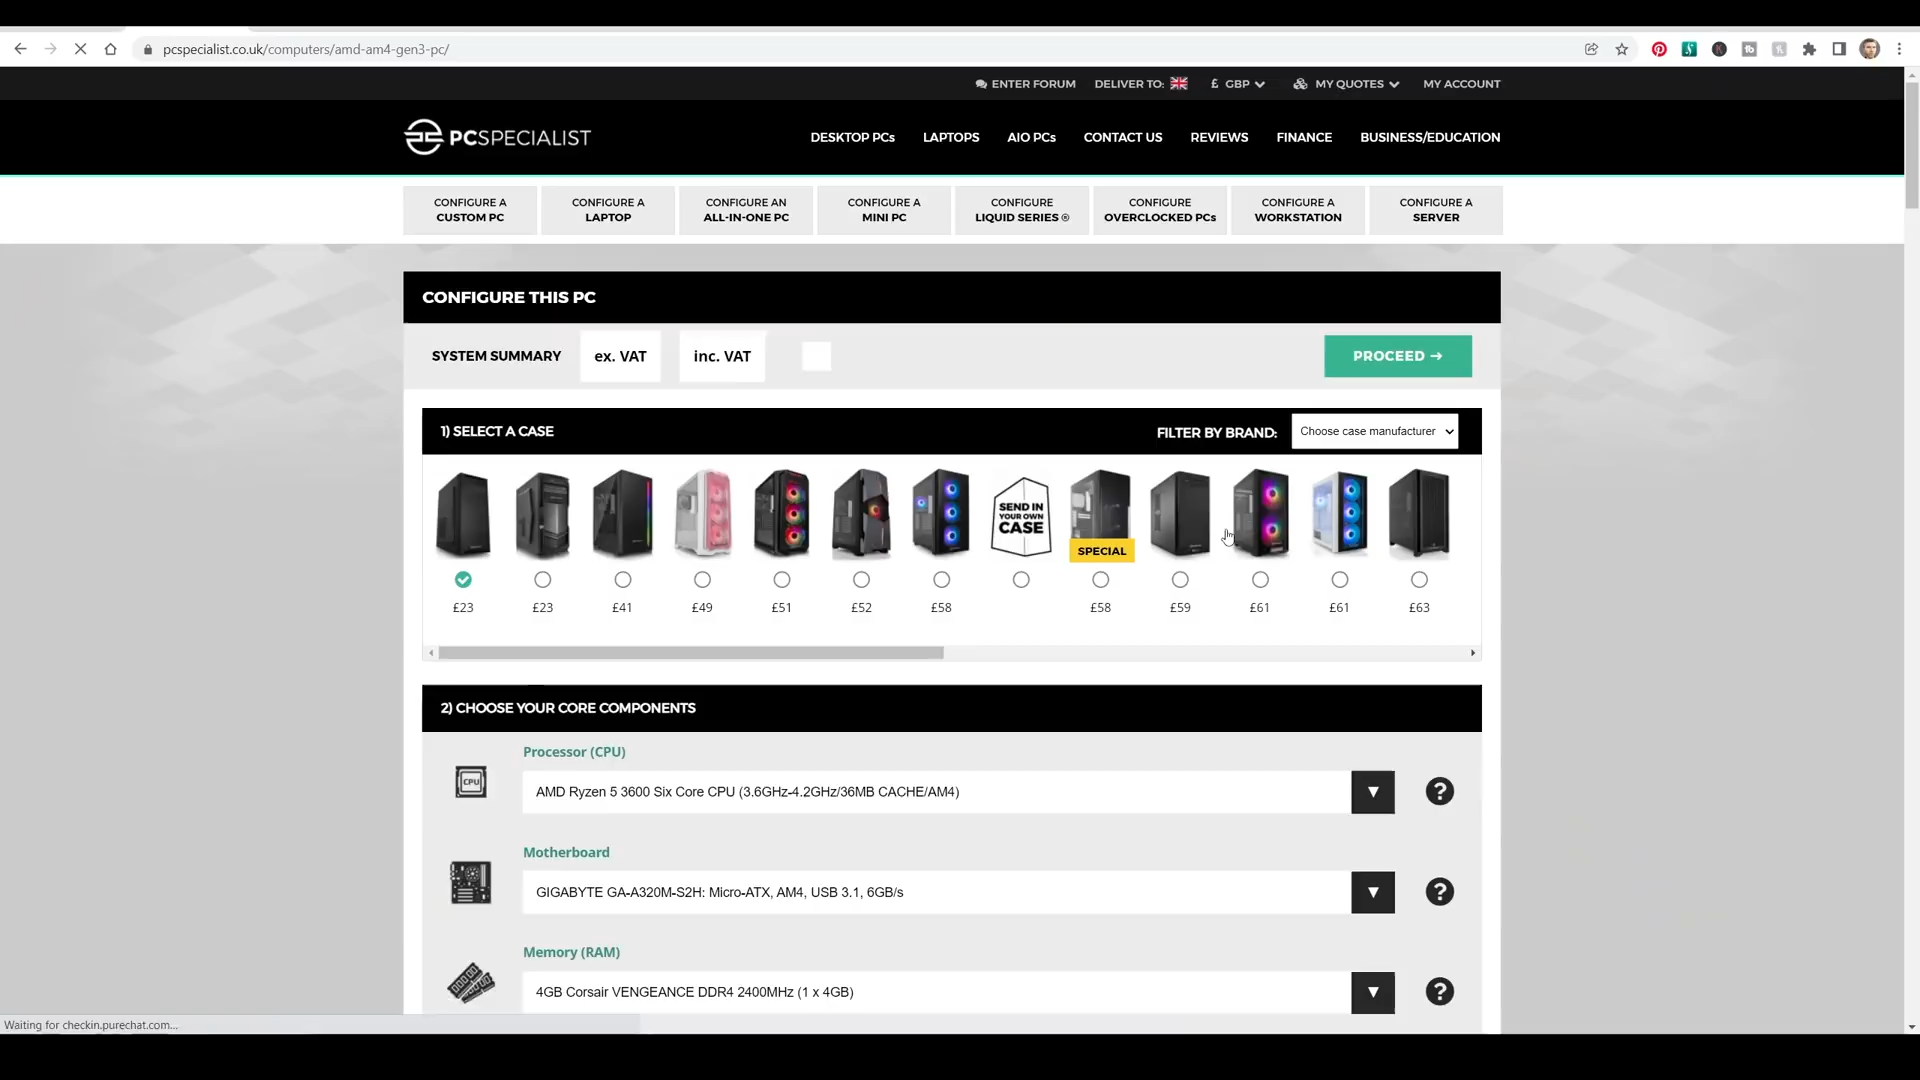 pcspecialist.co.uk/computers/amd-am4-gen3-pc/
ENTER FORUM DELIVER TO: £ GBP MY QUOTES MY ACCOUNT
PCSPECIALIST
DESKTOP PCs LAPTOPS AIO PCs CONTACT US REVIEWS FINANCE BUSINESS/EDUCATION
CONFIGURE A CONFIGURE A CONFIGURE AN CONFIGURE A CONFIGURE CONFIGURE CONFIGURE A CONFIGURE A
CUSTOM PC LAPTOP ALL-IN-ONE PC MINI PC LIQUID SERIES ® OVERCLOCKED PCs WORKSTATION SERVER
CONFIGURE THIS PC
SYSTEM SUMMARY ex. VAT inc. VAT PROCEED →
1) SELECT A CASE FILTER BY BRAND: Choose case manufacturer
SEND IN
YOUR OWN
CASE
SPECIAL
£23 £23 £41 £49 £51 £52 £58 £58 £59 £61 £61 £63
2) CHOOSE YOUR CORE COMPONENTS
Processor (CPU)
CPU
AMD Ryzen 5 3600 Six Core CPU (3.6GHz-4.2GHz/36MB CACHE/AM4) ?
Motherboard
GIGABYTE GA-A320M-S2H: Micro-ATX, AM4, USB 3.1, 6GB/s ?
Memory (RAM)
4GB Corsair VENGEANCE DDR4 2400MHz (1 x 4GB) ?
Waiting for checkin.purechat.com...